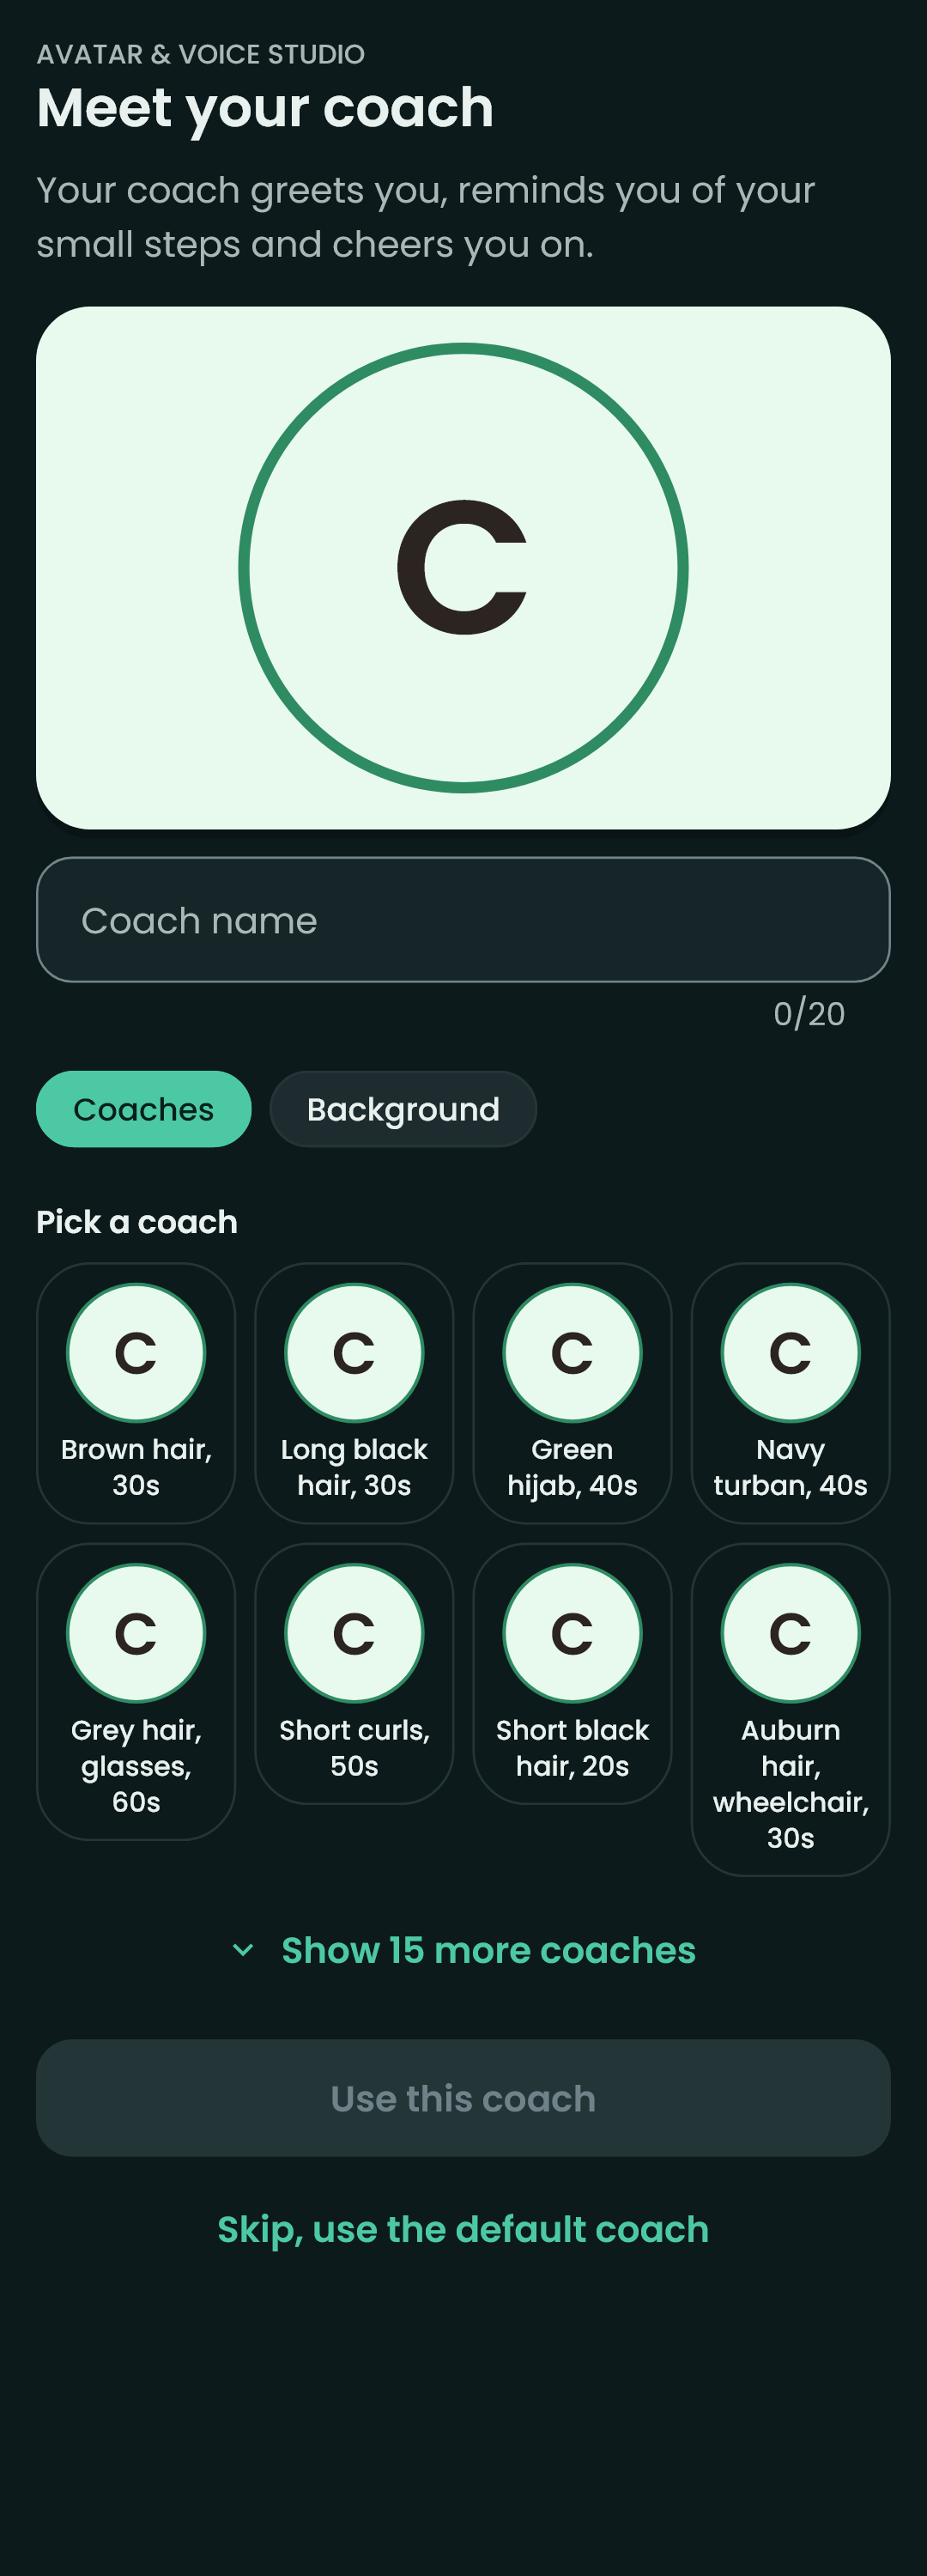 AVATAR & VOICE STUDIO
Meet your coach
Your coach greets you, reminds you of your
small steps and cheers you on.
C
Coach name
0/20
Coaches
Background
Pick a coach
C
Brown hair,
30s
C
Long black
hair, 30s
C
Green
hijab, 40s
C
Navy
turban, 40s
C
Grey hair,
glasses,
60s
C
Short curls,
50s
C
Short black
hair, 20s
C
Auburn
hair,
wheelchair,
30s
Show 15 more coaches
Use this coach
Skip, use the default coach